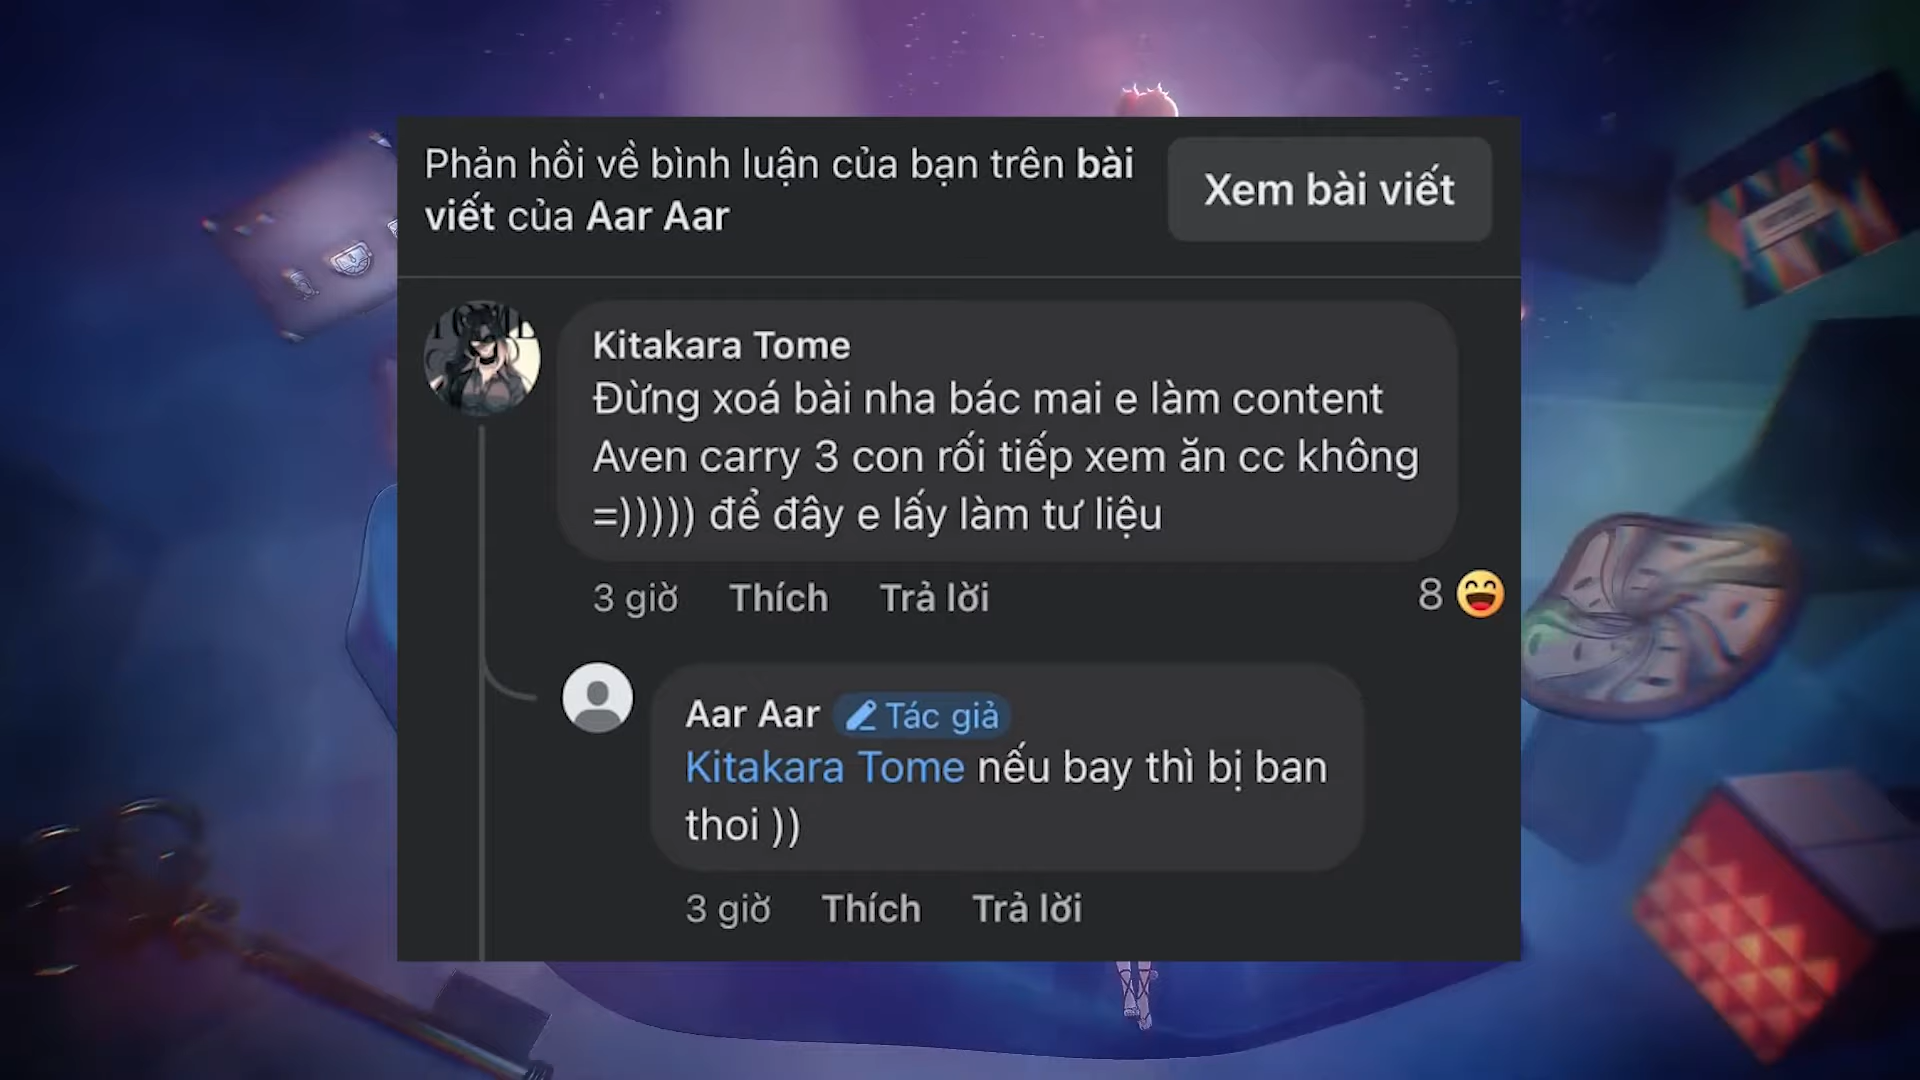 Phản hồi về bình luận của bạn trên bài
viết của Aar Aar
Xem bài viết
Kitakara Tome
Đừng xoá bài nha bác mai e làm content
Aven carry 3 con rối tiếp xem ăn cc không
=))))) để đây e lấy làm tư liệu
3 giờ Thích Trả lời 8
Aar Aar Tác giả
Kitakara Tome nếu bay thì bị ban
thoi ))
3 giờ Thích Trả lời